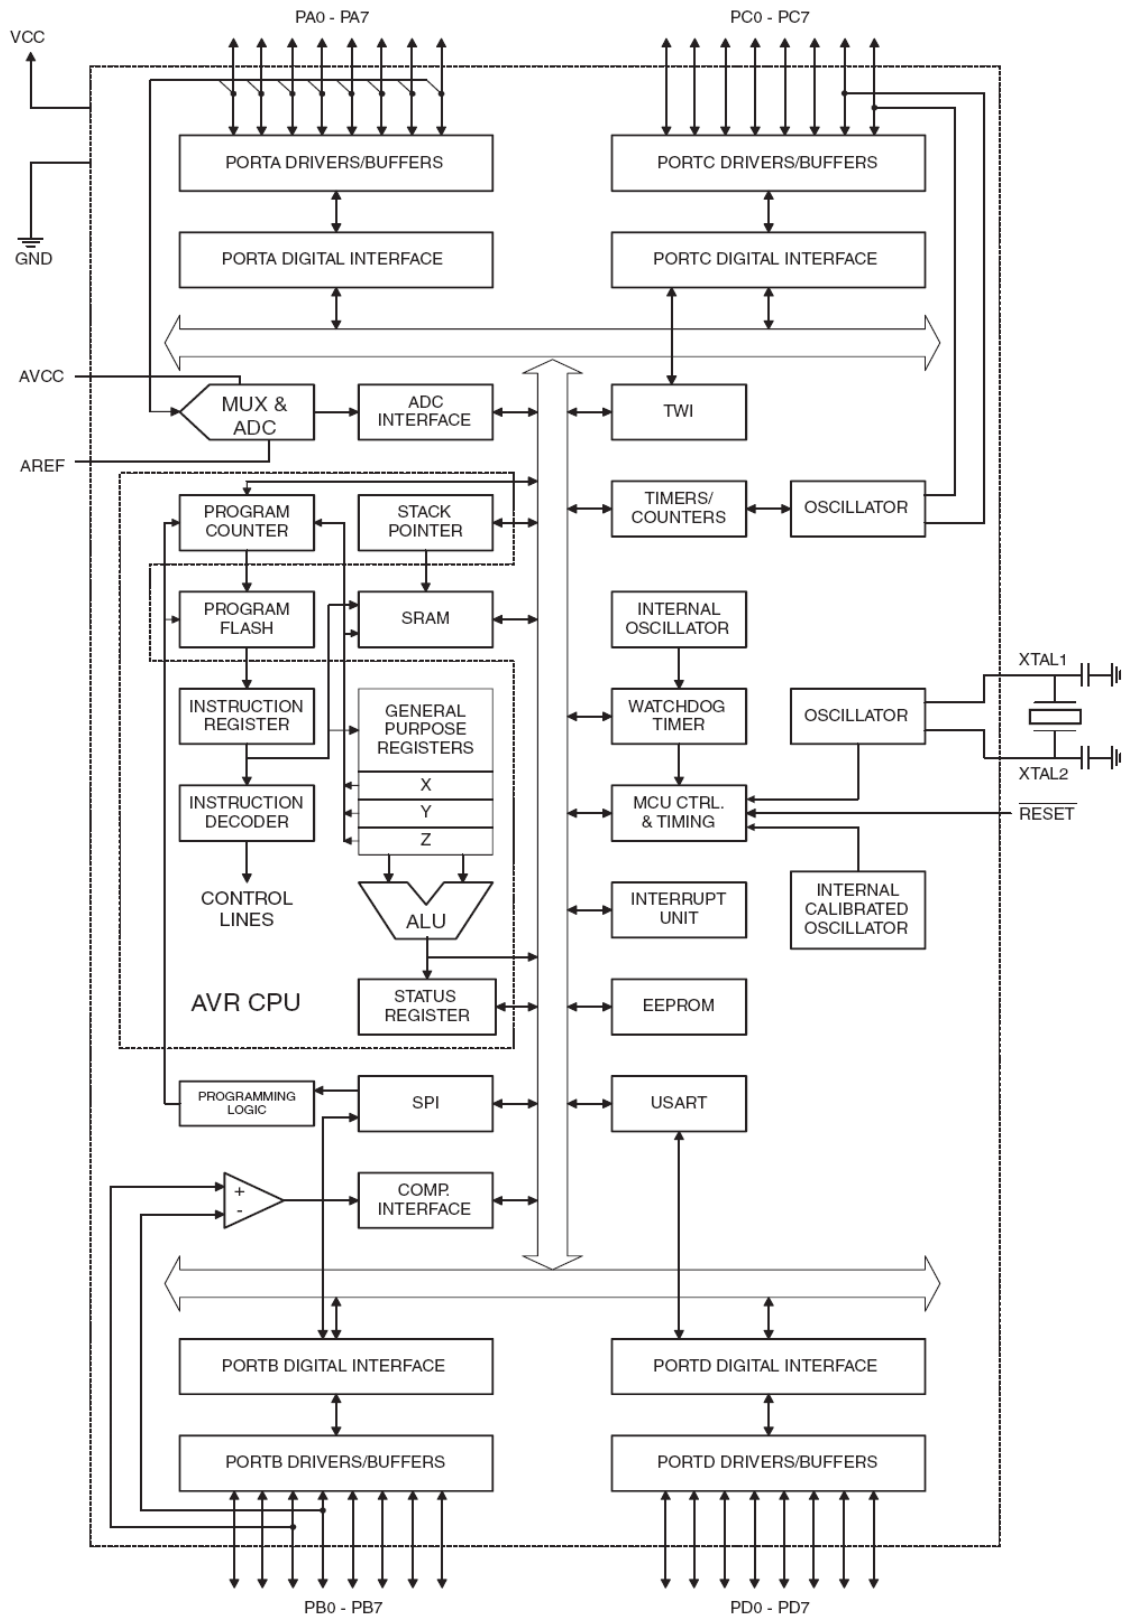 PA0 - PA7
PC0 - PC7
VCC
PORTA DRIVERS/BUFFERS
PORTC DRIVERS/BUFFERS
GND
PORTA DIGITAL INTERFACE
PORTC DIGITAL INTERFACE
AVCC
MUX &
ADC
ADC
INTERFACE
TWI
AREF
PROGRAM
COUNTER
STACK
POINTER
TIMERS/
COUNTERS
OSCILLATOR
PROGRAM
FLASH
SRAM
INTERNAL
OSCILLATOR
XTAL1
INSTRUCTION
REGISTER
GENERAL
PURPOSE
REGISTERS
WATCHDOG
TIMER
OSCILLATOR
XTAL2
X
INSTRUCTION
DECODER
Y
MCU CTRL.
& TIMING
RESET
Z
CONTROL
LINES
ALU
INTERRUPT
UNIT
INTERNAL
CALIBRATED
OSCILLATOR
AVR CPU
STATUS
REGISTER
EEPROM
PROGRAMMING
LOGIC
SPI
USART
+
-
COMP.
INTERFACE
PORTB DIGITAL INTERFACE
PORTD DIGITAL INTERFACE
PORTB DRIVERS/BUFFERS
PORTD DRIVERS/BUFFERS
PB0 - PB7
PD0 - PD7